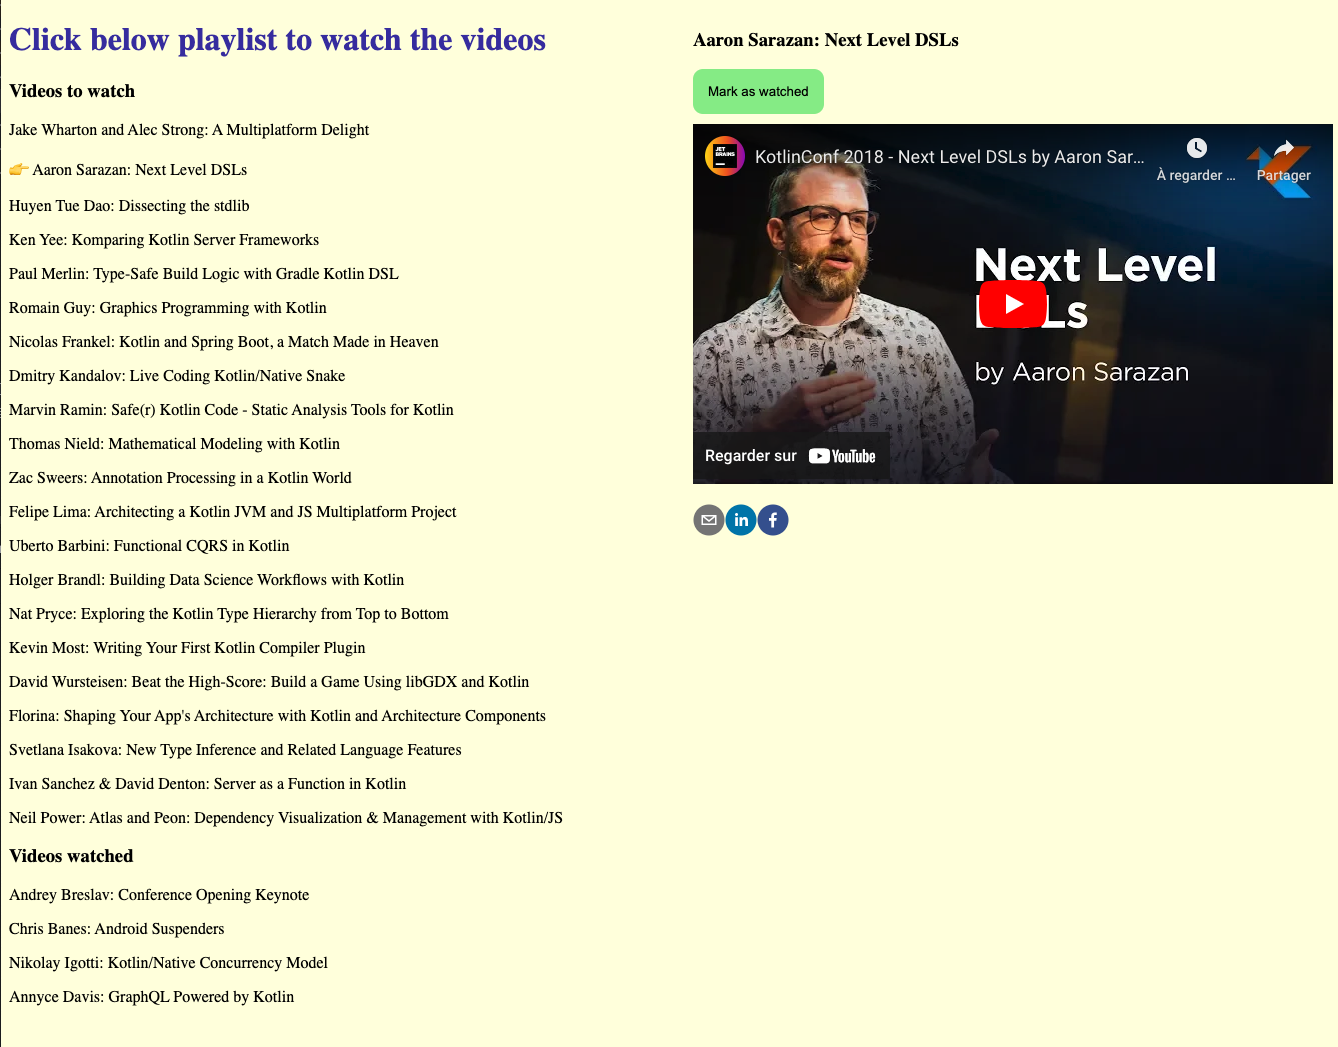 Click below playlist to watch the videos
Videos to watch
Jake Wharton and Alec Strong: A Multiplatform Delight
👉 Aaron Sarazan: Next Level DSLs
Huyen Tue Dao: Dissecting the stdlib
Ken Yee: Komparing Kotlin Server Frameworks
Paul Merlin: Type-Safe Build Logic with Gradle Kotlin DSL
Romain Guy: Graphics Programming with Kotlin
Nicolas Frankel: Kotlin and Spring Boot, a Match Made in Heaven
Dmitry Kandalov: Live Coding Kotlin/Native Snake
Marvin Ramin: Safe(r) Kotlin Code - Static Analysis Tools for Kotlin
Thomas Nield: Mathematical Modeling with Kotlin
Zac Sweers: Annotation Processing in a Kotlin World
Felipe Lima: Architecting a Kotlin JVM and JS Multiplatform Project
Uberto Barbini: Functional CQRS in Kotlin
Holger Brandl: Building Data Science Workflows with Kotlin
Nat Pryce: Exploring the Kotlin Type Hierarchy from Top to Bottom
Kevin Most: Writing Your First Kotlin Compiler Plugin
David Wursteisen: Beat the High-Score: Build a Game Using libGDX and Kotlin
Florina: Shaping Your App's Architecture with Kotlin and Architecture Components
Svetlana Isakova: New Type Inference and Related Language Features
Ivan Sanchez & David Denton: Server as a Function in Kotlin
Neil Power: Atlas and Peon: Dependency Visualization & Management with Kotlin/JS
Videos watched
Andrey Breslav: Conference Opening Keynote
Chris Banes: Android Suspenders
Nikolay Igotti: Kotlin/Native Concurrency Model
Annyce Davis: GraphQL Powered by Kotlin
Aaron Sarazan: Next Level DSLs
Mark as watched
JET
BRAINS
KotlinConf 2018 - Next Level DSLs by Aaron Sar...
À regarder ...
Partager
Next Level
Ls
by Aaron Sarazan
Regarder sur YouTube
in
f